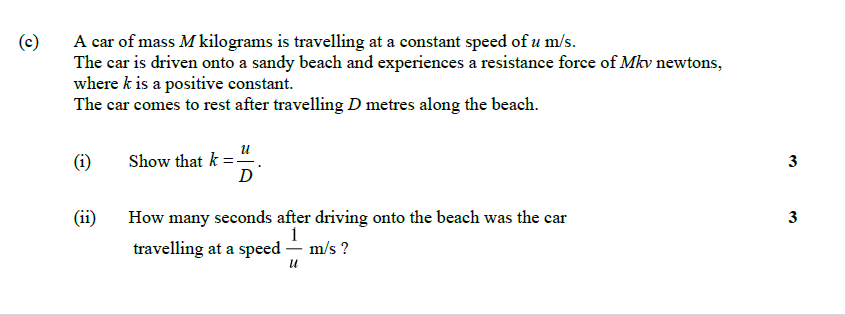 (c) A car of mass M kilograms is travelling at a constant speed of u m/s.
The car is driven onto a sandy beach and experiences a resistance force of Mkv newtons,
where k is a positive constant.
The car comes to rest after travelling D metres along the beach.
(i) Show that k = u/D. 3
(ii) How many seconds after driving onto the beach was the car 3
travelling at a speed 1/u m/s ?